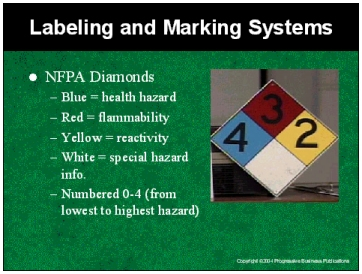 Labeling and Marking Systems
NFPA Diamonds
– Blue = health hazard
– Red = flammability
– Yellow = reactivity
– White = special hazard
info.
– Numbered 0-4 (from
lowest to highest hazard)
3
4 2
Copyright ©2004 Progressive Business Publications